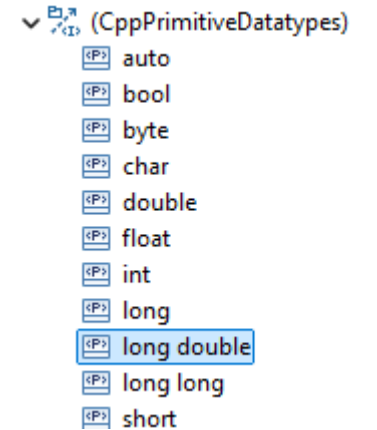 (CppPrimitiveDatatypes)
<P> auto
<P> bool
<P> byte
<P> char
<P> double
<P> float
<P> int
<P> long
<P> long double
<P> long long
<P> short